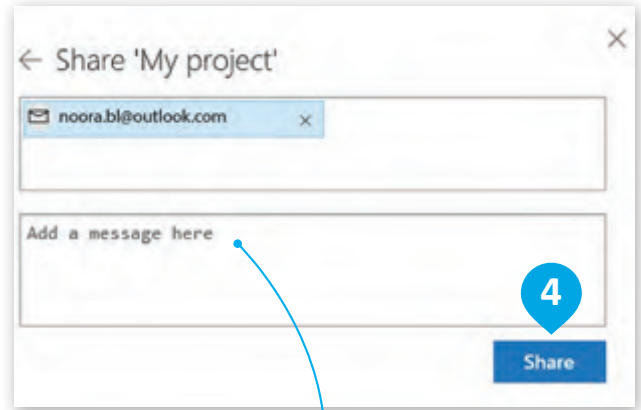 ← Share 'My project'
noora.bl@outlook.com
Add a message here
4
Share